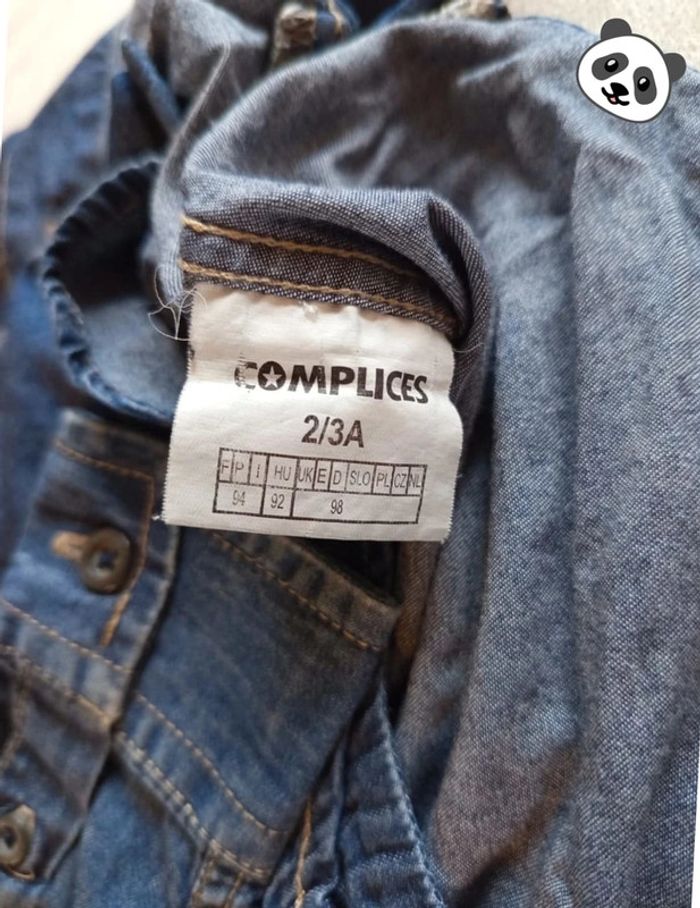 COMPLICES
2/3A
F P I HU UK E D SLO PL CZ NL
94 92 98